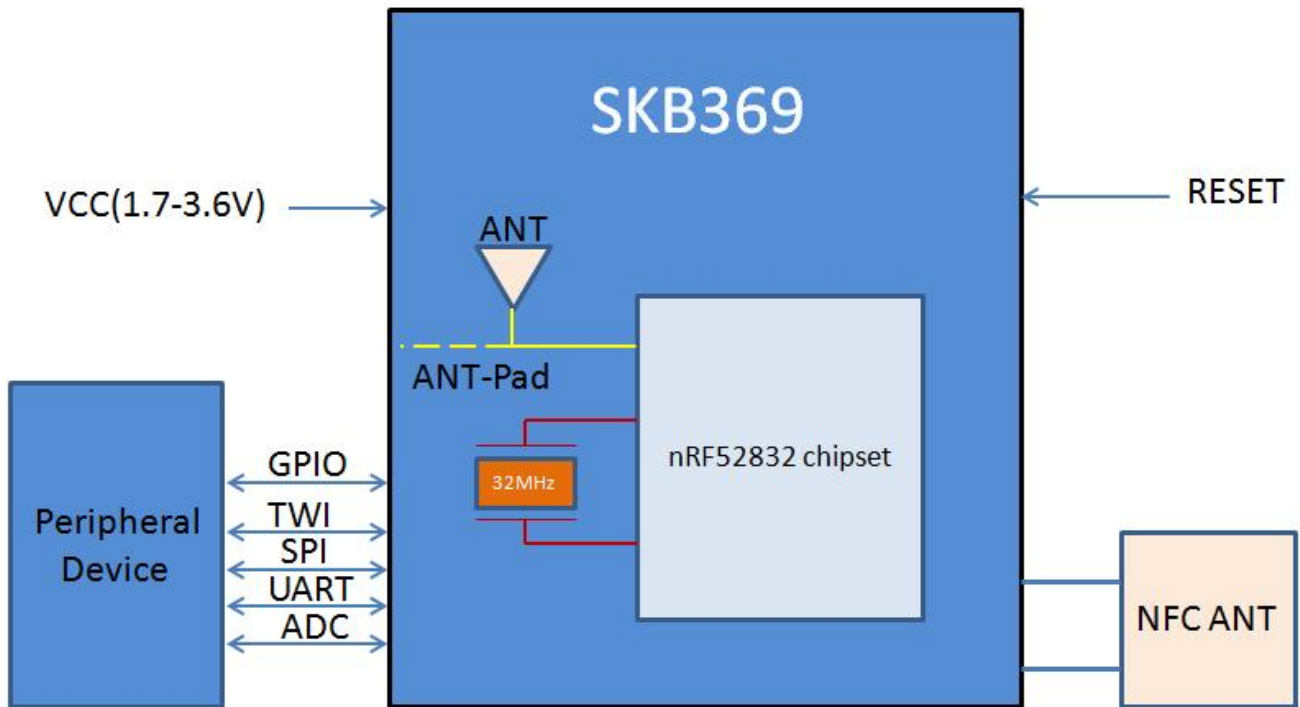 SKB369
VCC(1.7-3.6V)
RESET
ANT
ANT-Pad
nRF52832 chipset
32MHz
Peripheral
Device
GPIO
TWI
SPI
UART
ADC
NFC ANT